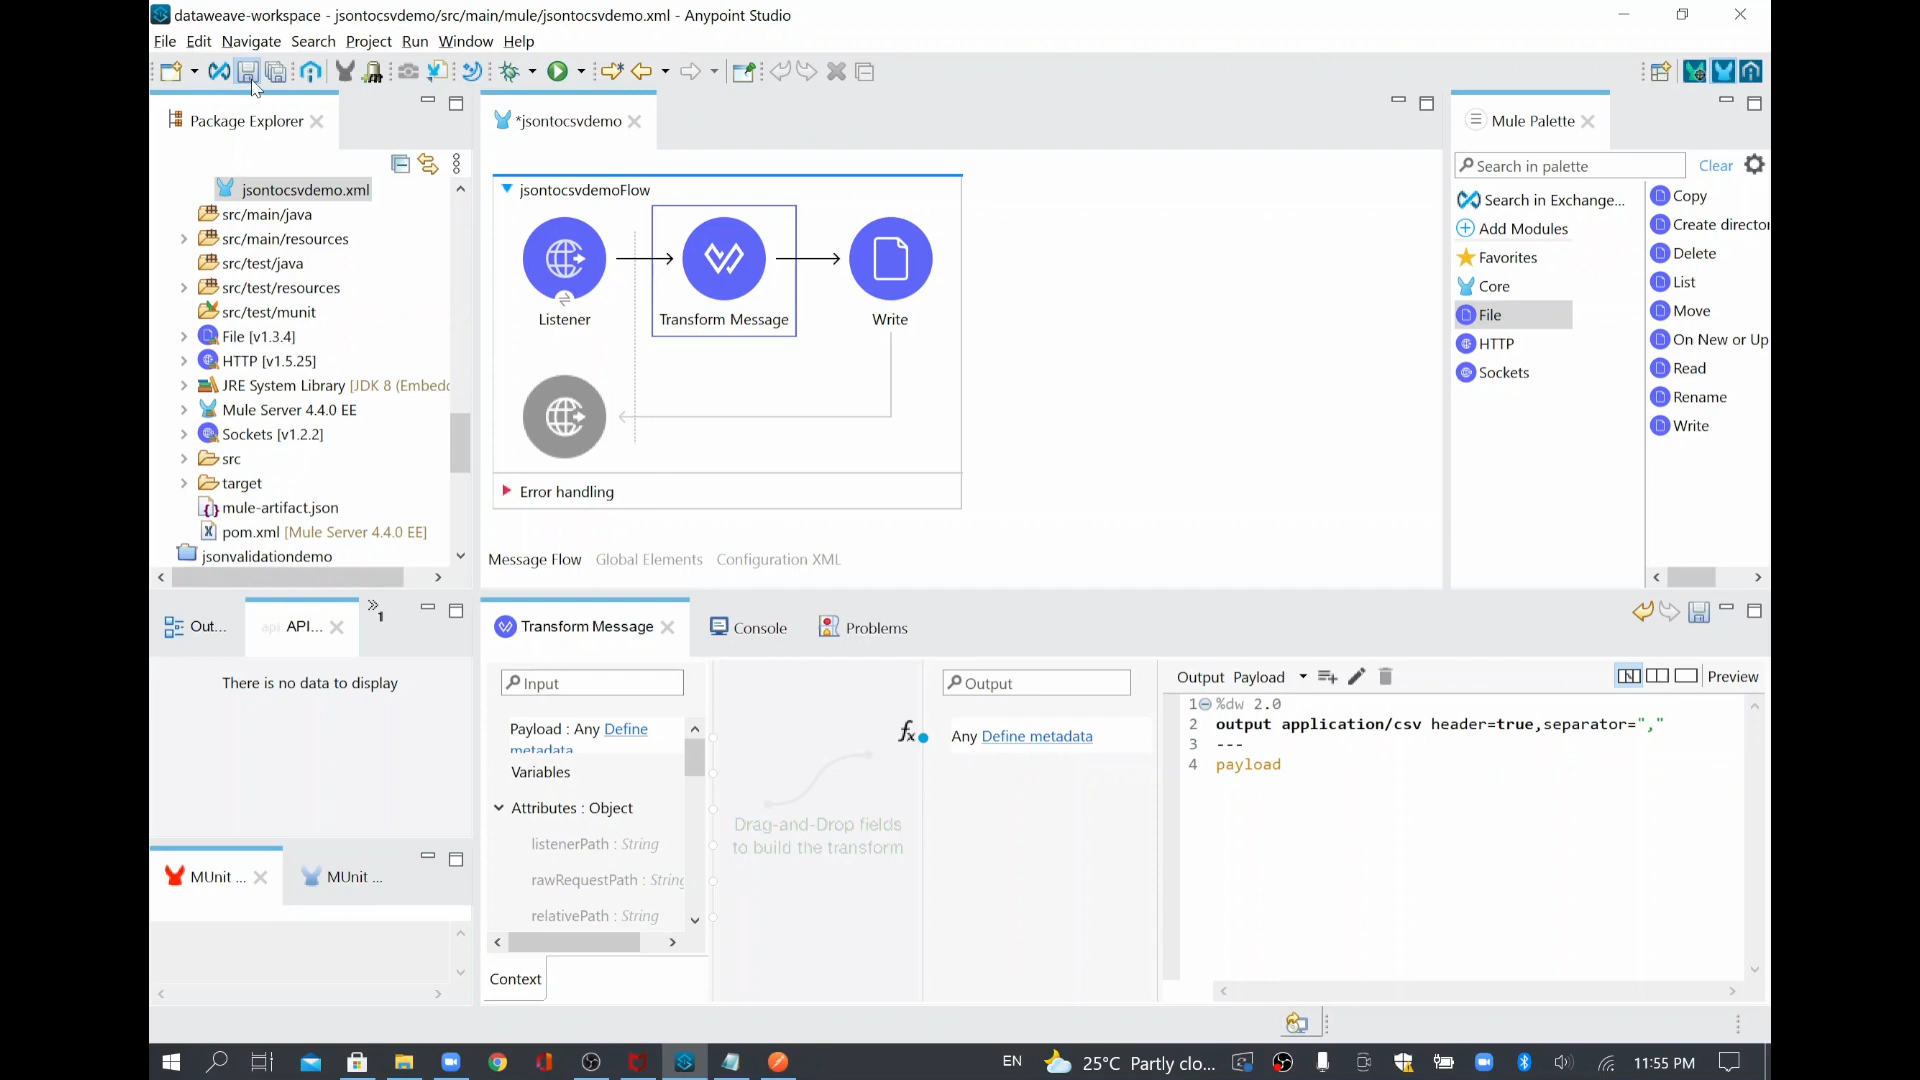 dataweave-workspace - jsontocsvdemo/src/main/mule/jsontocsvdemo.xml - Anypoint Studio
File Edit Navigate Search Project Run Window Help
Package Explorer
jsontocsvdemo.xml
src/main/java
src/main/resources
src/test/java
src/test/resources
src/test/munit
File [v1.3.4]
HTTP [v1.5.25]
JRE System Library [JDK 8 (Embedd
Mule Server 4.4.0 EE
Sockets [v1.2.2]
src
target
mule-artifact.json
pom.xml [Mule Server 4.4.0 EE]
jsonvalidationdemo
*jsontocsvdemo
jsontocsvdemoFlow
Listener
Transform Message
Write
Error handling
Message Flow Global Elements Configuration XML
Mule Palette
Search in palette
Clear
Search in Exchange...
Add Modules
Favorites
Core
File
HTTP
Sockets
Copy
Create director
Delete
List
Move
On New or Up
Read
Rename
Write
Out...
api API...
1
There is no data to display
MUnit ...
MUnit ...
Transform Message
Console
Problems
Input
Payload : Any Define
metadata
Variables
Attributes : Object
listenerPath : String
rawRequestPath : String
relativePath : String
Context
fx
Drag-and-Drop fields
to build the transform
Output
Any Define metadata
Output Payload
Preview
1 %dw 2.0
2 output application/csv header=true,separator=","
3 ---
4 payload
EN
25°C Partly clo...
11:55 PM